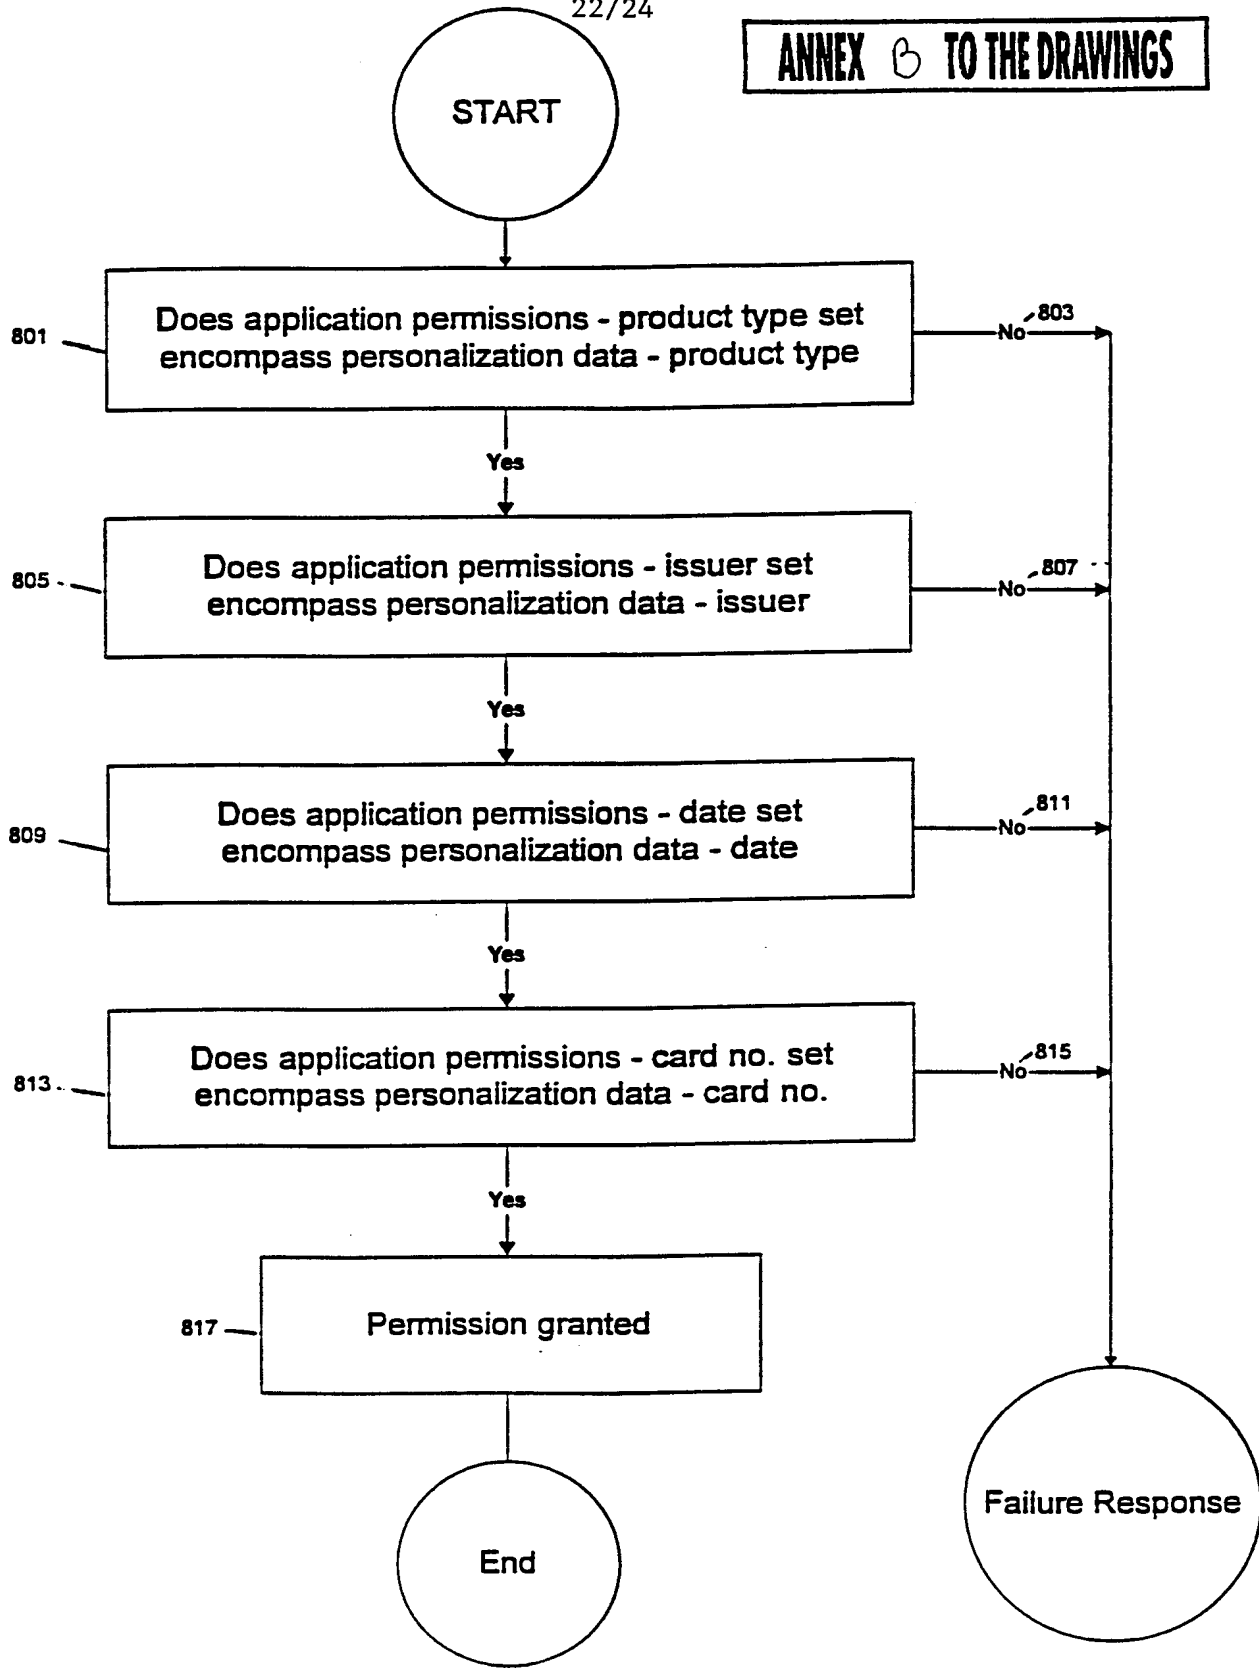 22/24
ANNEX B TO THE DRAWINGS
START
801
Does application permissions - product type set
encompass personalization data - product type
No
803
Yes
805
Does application permissions - issuer set
encompass personalization data - issuer
No
807
Yes
809
Does application permissions - date set
encompass personalization data - date
No
811
Yes
813
Does application permissions - card no. set
encompass personalization data - card no.
No
815
Yes
817
Permission granted
Failure Response
End